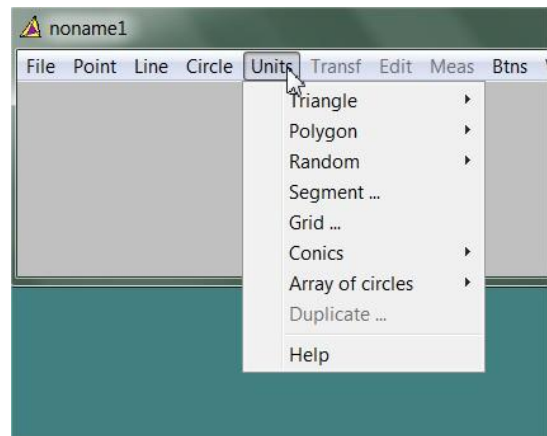 noname1
File Point Line Circle Units Transf Edit Meas Btns
Triangle
Polygon
Random
Segment ...
Grid ...
Conics
Array of circles
Duplicate ...
Help